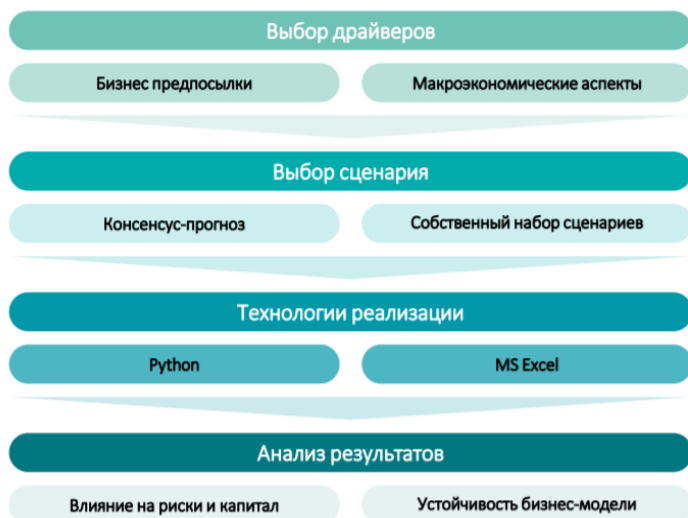 Выбор драйверов
Бизнес предпосылки
Макроэкономические аспекты
Выбор сценария
Консенсус-прогноз
Собственный набор сценариев
Технологии реализации
Python
MS Excel
Анализ результатов
Влияние на риски и капитал
Устойчивость бизнес-модели